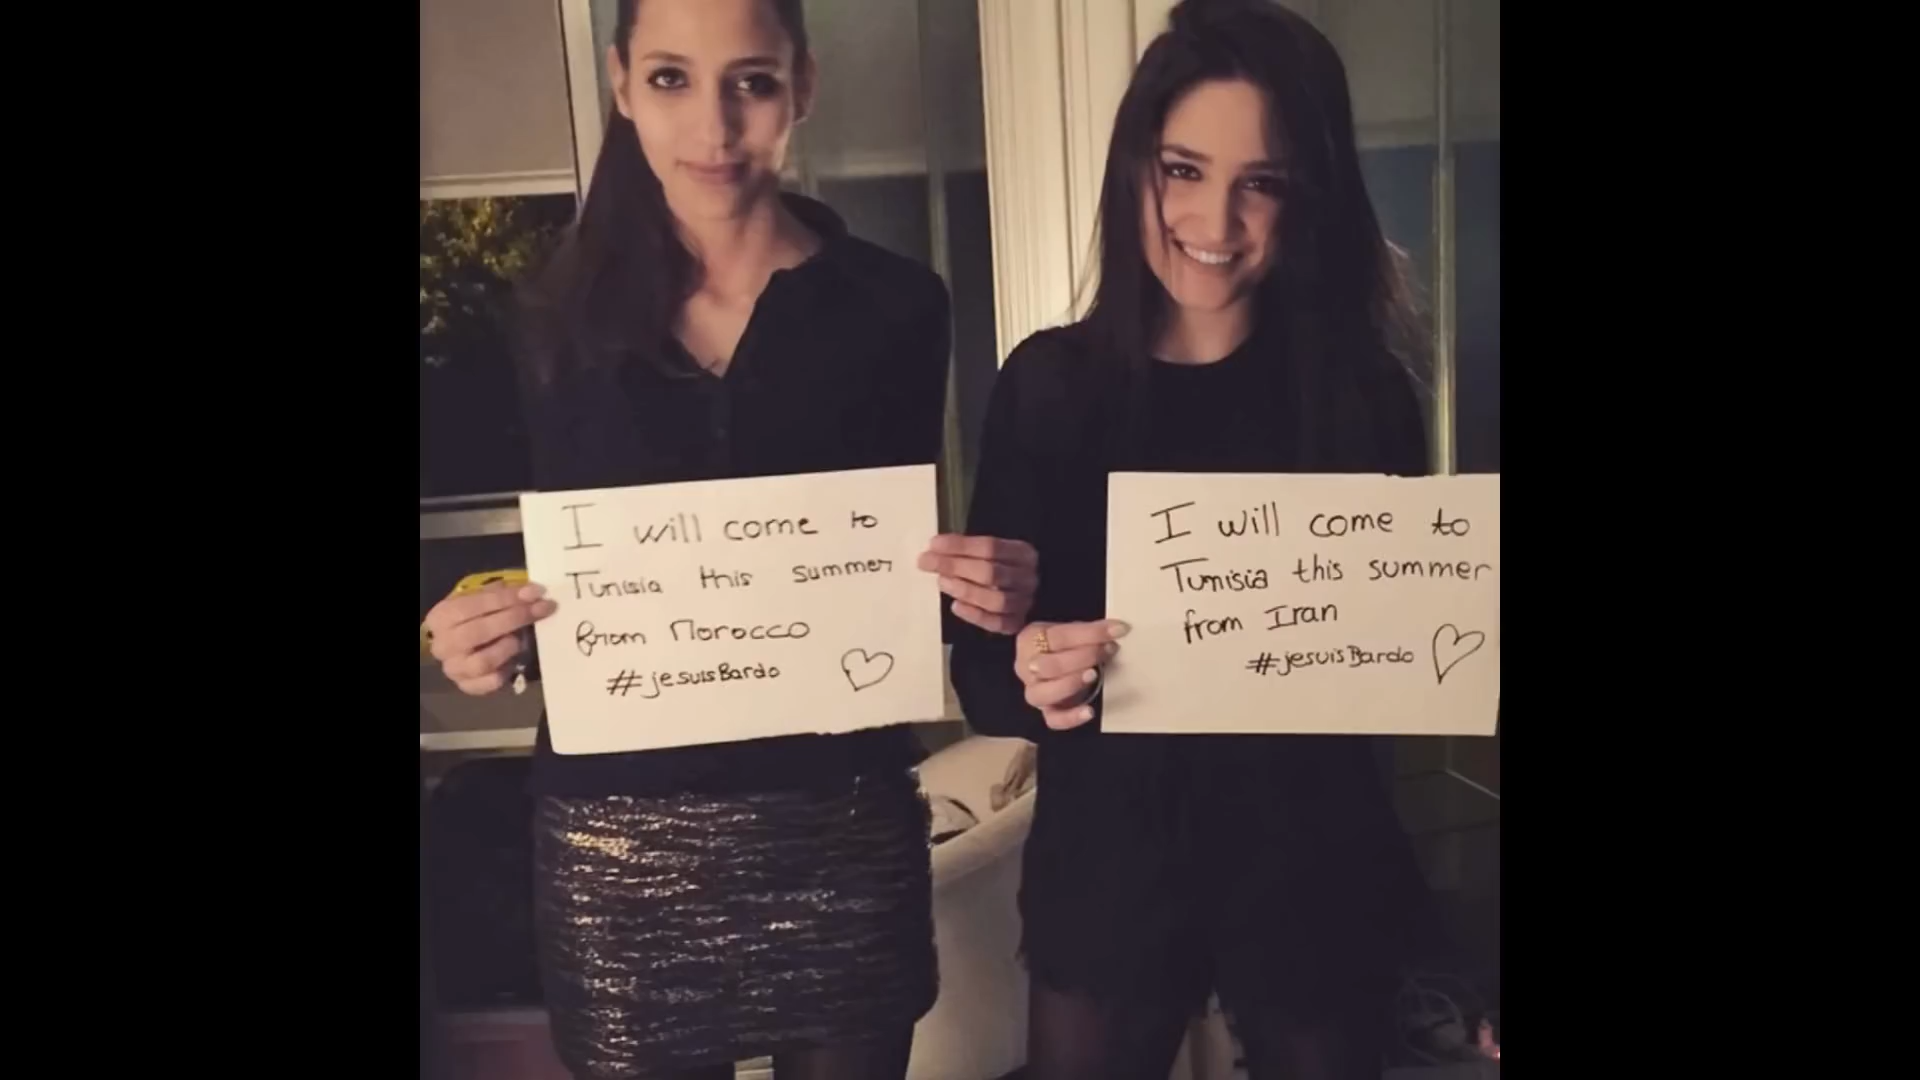 I will come to
Tunisia this summer
from Morocco
#jesuisBardo
I will come to
Tunisia this summer
from Iran
#jesuisBardo